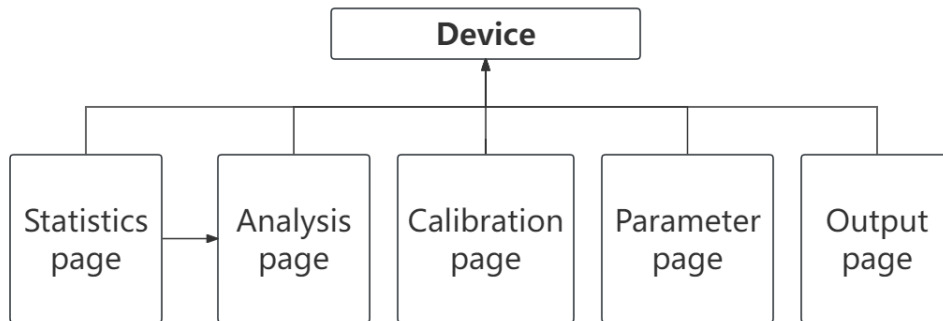 Device
Statistics
page
Analysis
page
Calibration
page
Parameter
page
Output
page